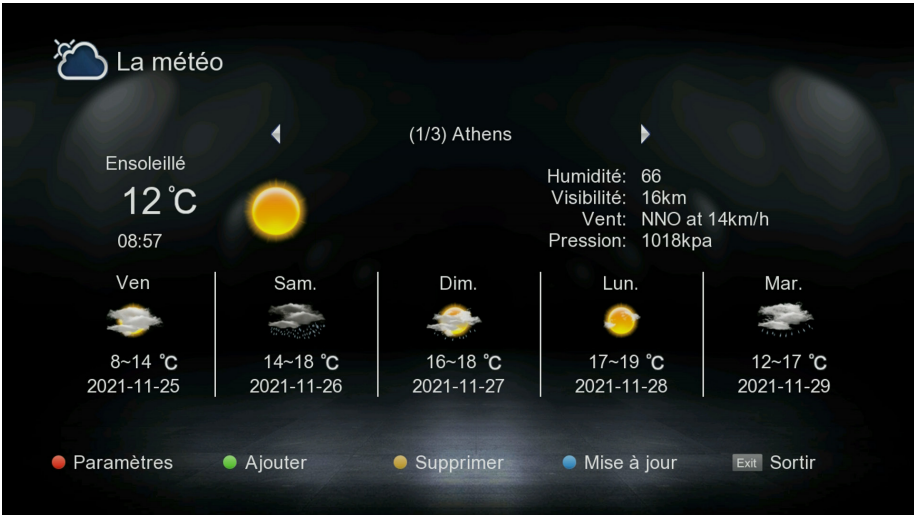 La météo
(1/3) Athens
Ensoleillé
12 °C
08:57
Humidité: 66
Visibilité: 16km
Vent: NNO at 14km/h
Pression: 1018kpa
Ven Sam. Dim. Lun. Mar.
8~14 °C 14~18 °C 16~18 °C 17~19 °C 12~17 °C
2021-11-25 2021-11-26 2021-11-27 2021-11-28 2021-11-29
Paramètres Ajouter Supprimer Mise à jour Exit Sortir